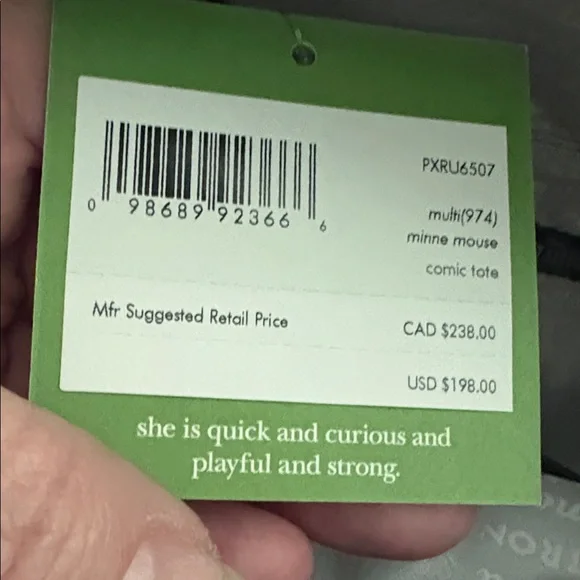 PXRU6507
0 98689 92366 6
multi(974)
minne mouse
comic tote
Mfr Suggested Retail Price
CAD $238.00
USD $198.00
she is quick and curious and
playful and strong.